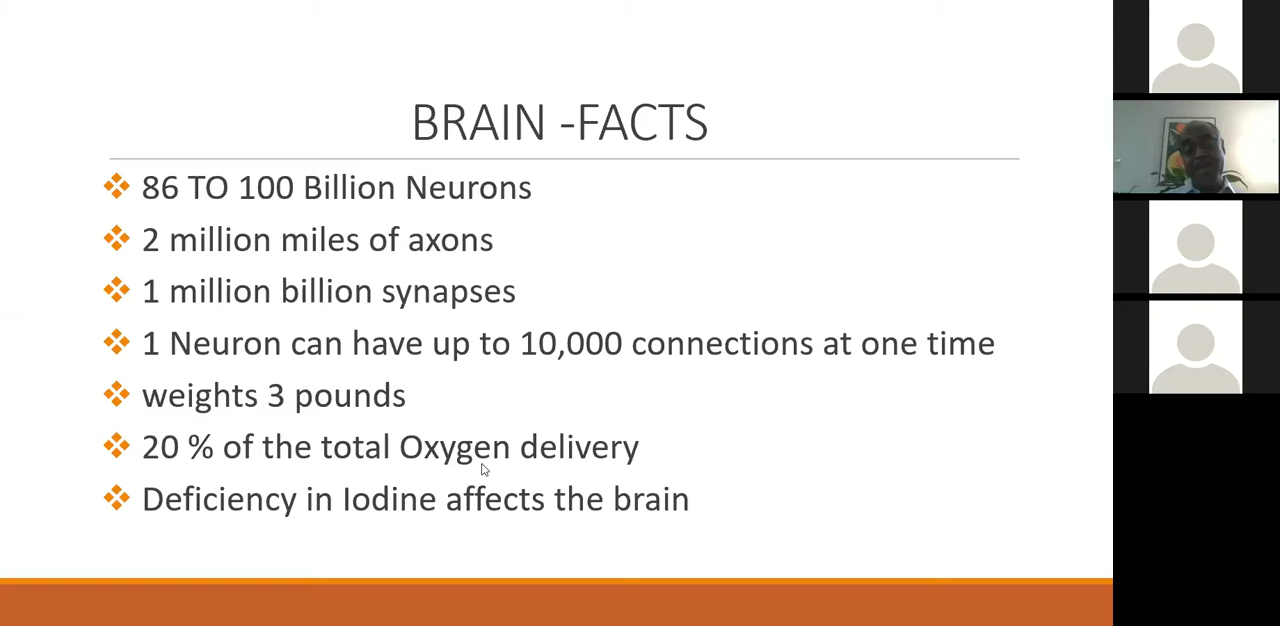 BRAIN -FACTS
86 TO 100 Billion Neurons
2 million miles of axons
1 million billion synapses
1 Neuron can have up to 10,000 connections at one time
weights 3 pounds
20 % of the total Oxygen delivery
Deficiency in Iodine affects the brain